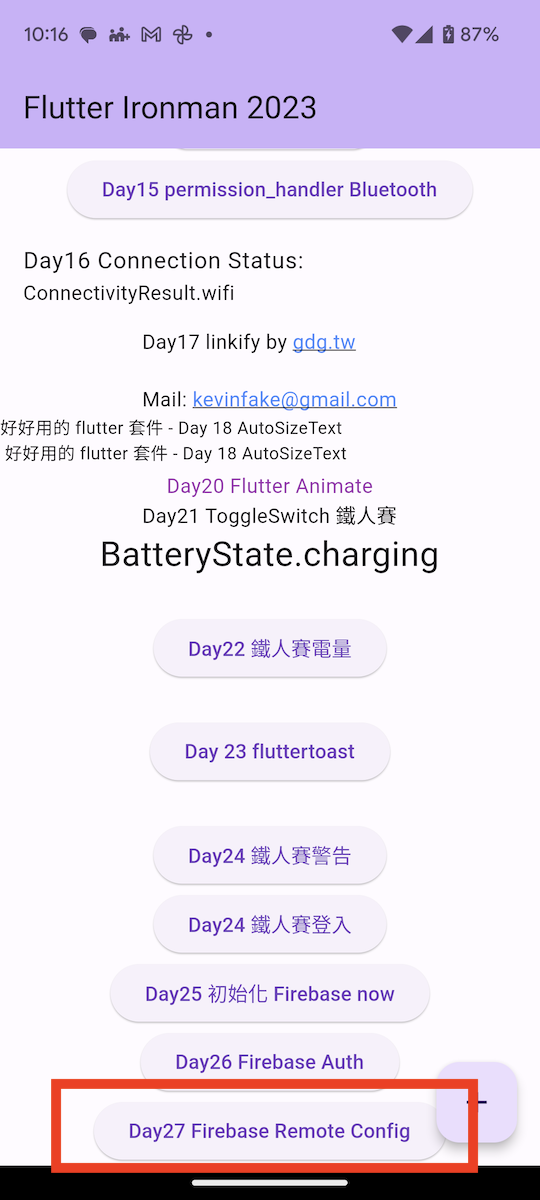 10:16
87%
Flutter Ironman 2023
Day15 permission_handler Bluetooth
Day16 Connection Status:
ConnectivityResult.wifi
Day17 linkify by gdg.tw
Mail: kevinfake@gmail.com
好好用的 flutter 套件 - Day 18 AutoSizeText
好好用的 flutter 套件 - Day 18 AutoSizeText
Day20 Flutter Animate
Day21 ToggleSwitch 鐵人賽
BatteryState.charging
Day22 鐵人賽電量
Day 23 fluttertoast
Day24 鐵人賽警告
Day24 鐵人賽登入
Day25 初始化 Firebase now
Day26 Firebase Auth
Day27 Firebase Remote Config